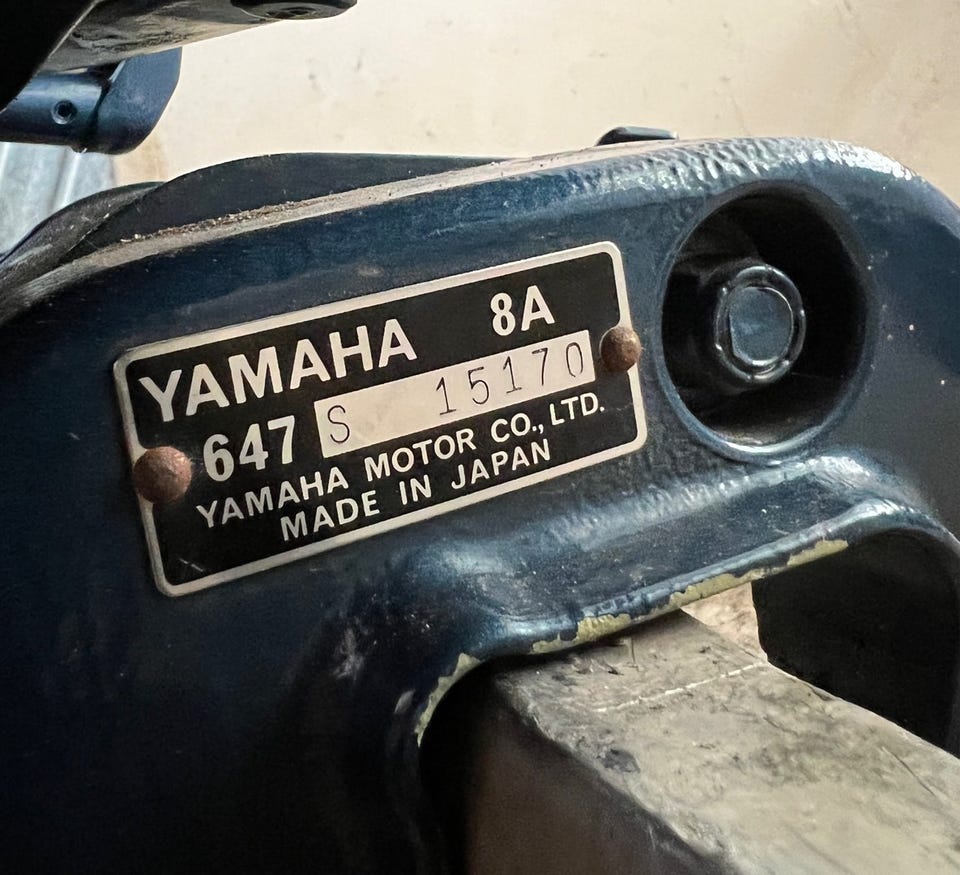 YAMAHA 8A
647 S 15170
YAMAHA MOTOR CO., LTD.
MADE IN JAPAN